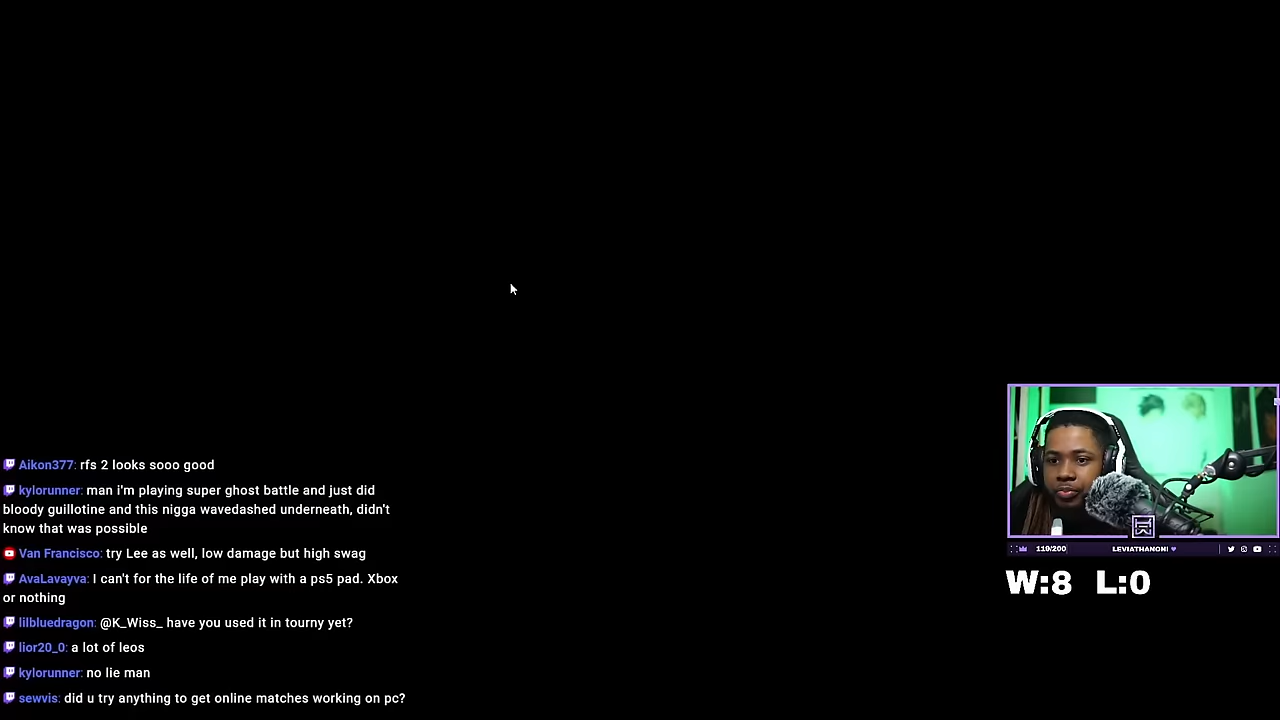 Aikon377: rfs 2 looks sooo good
kylorunner: man i'm playing super ghost battle and just did
bloody guillotine and this nigga wavedashed underneath, didn't
know that was possible
Van Francisco: try Lee as well, low damage but high swag
AvaLavayva: I can't for the life of me play with a ps5 pad. Xbox
or nothing
lilbluedragon: @K_Wiss_ have you used it in tourny yet?
lior20_0: a lot of leos
kylorunner: no lie man
sewvis: did u try anything to get online matches working on pc?
119/200 LEVIATHANONI
W:8 L:0